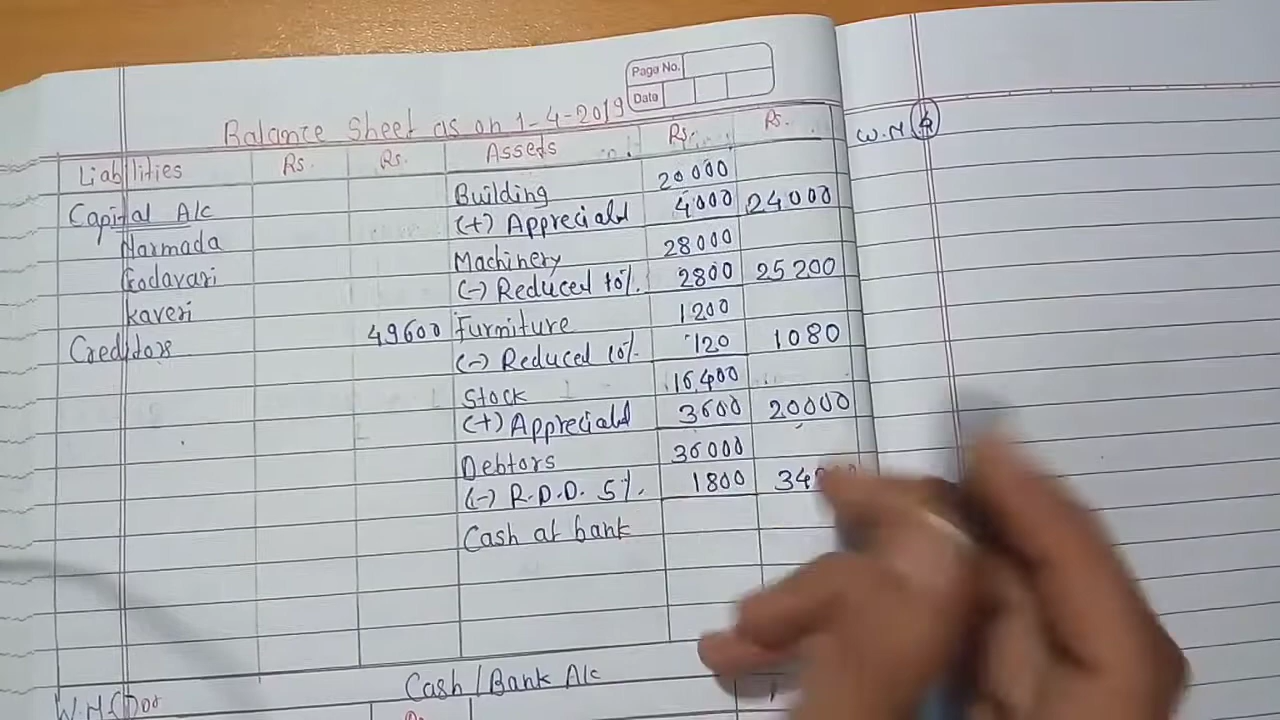 Page No.
Date
Balance Sheet as on 1-4-2019
Liabilities Rs. Rs. Assets Rs. Rs.
Building 20000
Capital A/c (+) Appreciated 4000 24000
Narmada Machinery 28000
Godavari (-) Reduced 10%. 2800 25200
Kaveri Furniture 1200
Creditors 49600 (-) Reduced 10%. 120 1080
Stock 16400
(+) Appreciated 3600 20000
Debtors 36000
(-) R.D.D. 5%. 1800
Cash at bank
Cash/Bank A/c
W.N 4